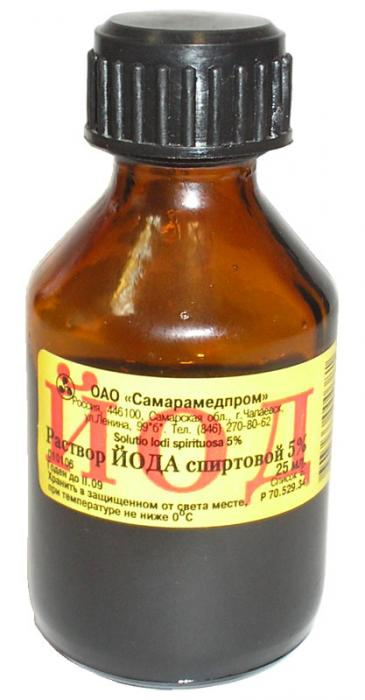 ЙОД
ОАО «Самарамедпром»
Россия, 446100, Самарская обл., г.Чапаевск,
ул.Ленина, 99"б". Тел. (846) 270-80-62
Solutio Iodi spirituosa 5%
Раствор ЙОДА спиртовой 5%
25 мл
010106
Годен до II.09
Список
Хранить в защищенном от света месте,
Р 70.529.34
при температуре не ниже 0°С